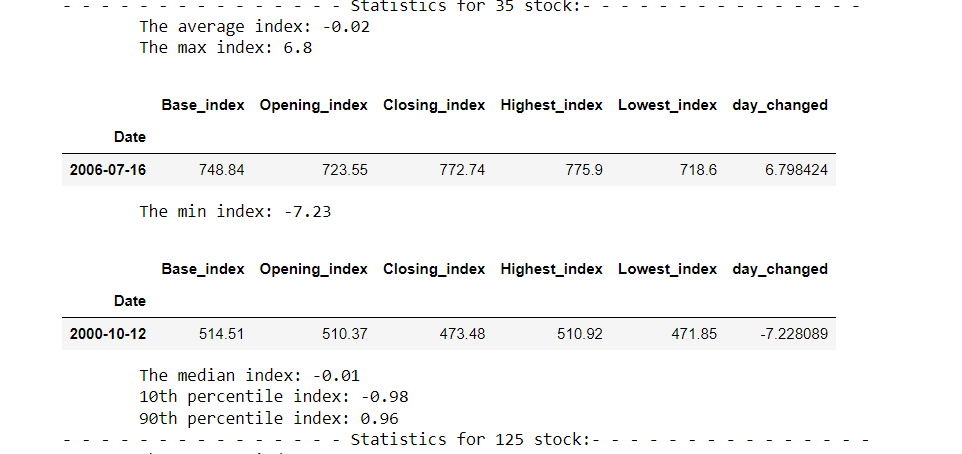 - - - - - - - - - - - - - - - Statistics for 35 stock:- - - - - - - - - - - - - - -
The average index: -0.02
The max index: 6.8
Base_index Opening_index Closing_index Highest_index Lowest_index day_changed
Date
2006-07-16 748.84 723.55 772.74 775.9 718.6 6.798424
The min index: -7.23
Base_index Opening_index Closing_index Highest_index Lowest_index day_changed
Date
2000-10-12 514.51 510.37 473.48 510.92 471.85 -7.228089
The median index: -0.01
10th percentile index: -0.98
90th percentile index: 0.96
- - - - - - - - - - - - - - - Statistics for 125 stock:- - - - - - - - - - - - - - -